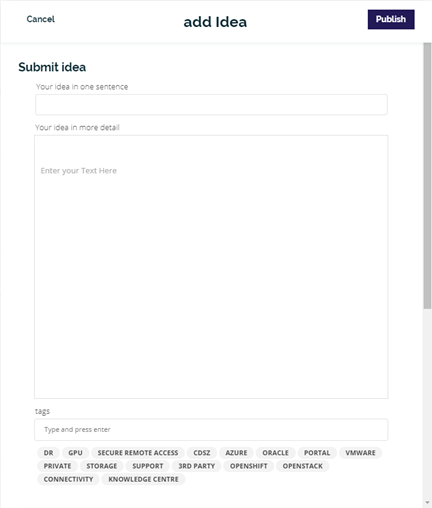 Cancel add Idea Publish
Submit idea
Your idea in one sentence
Your idea in more detail
Enter your Text Here
tags
Type and press enter
DR GPU SECURE REMOTE ACCESS CDSZ AZURE ORACLE PORTAL VMWARE
PRIVATE STORAGE SUPPORT 3RD PARTY OPENSHIFT OPENSTACK
CONNECTIVITY KNOWLEDGE CENTRE